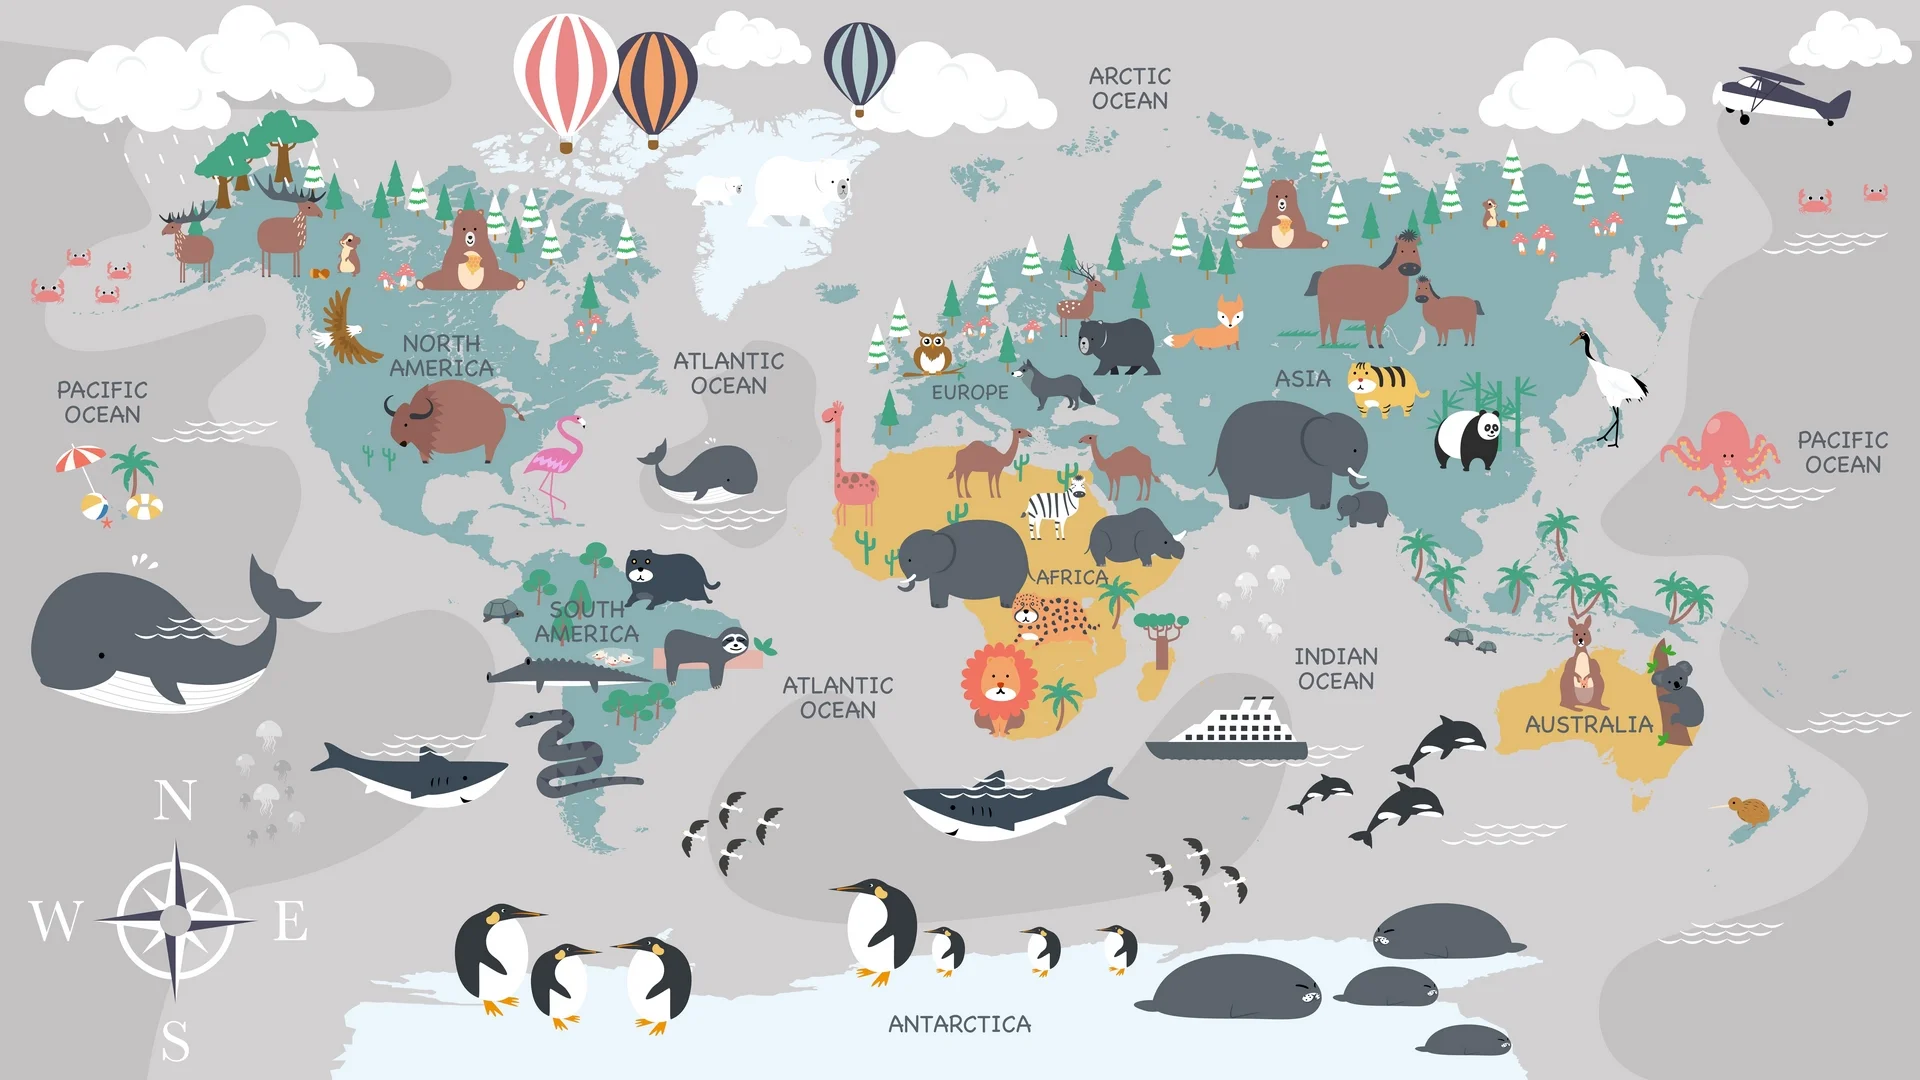 ARCTIC
OCEAN
NORTH
AMERICA
ATLANTIC
OCEAN
PACIFIC
OCEAN
EUROPE
ASIA
PACIFIC
OCEAN
AFRICA
SOUTH
AMERICA
INDIAN
OCEAN
ATLANTIC
OCEAN
AUSTRALIA
N
W
E
S
ANTARCTICA